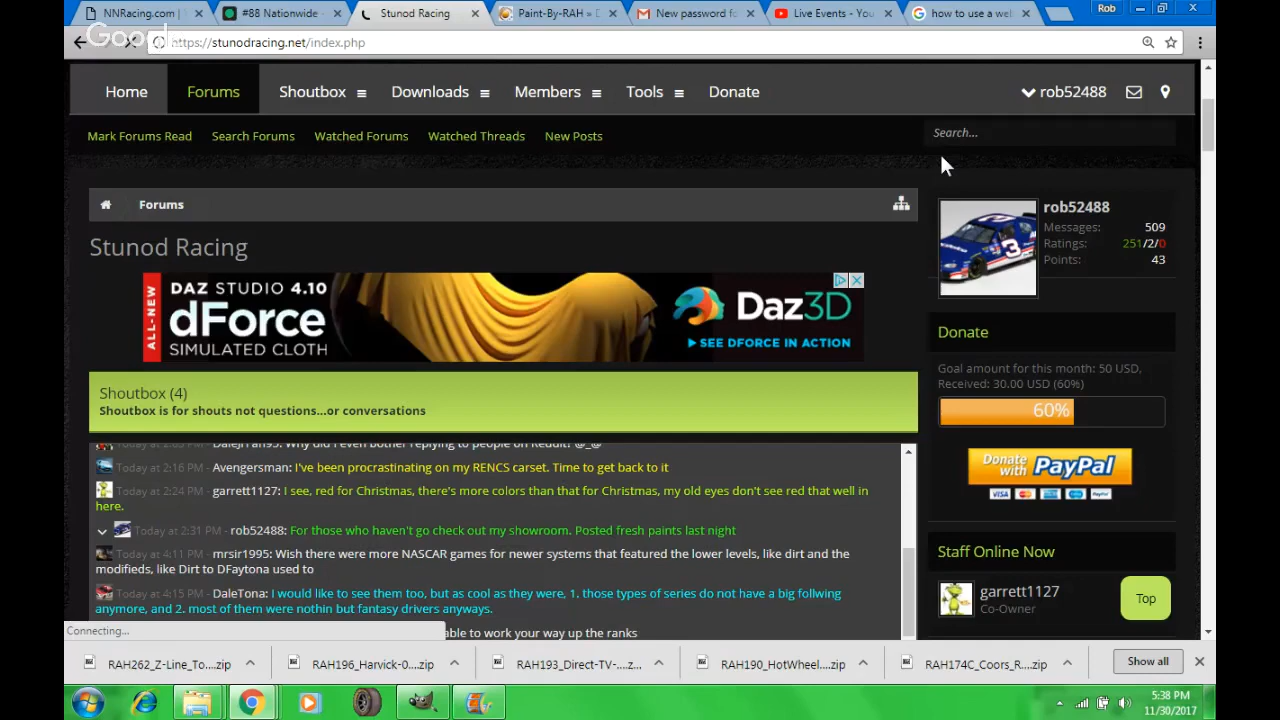 NNRacing.com | #88 Nationwide - Stunod Racing Paint-By-RAH » D New password fo Live Events - You how to use a wel Rob
https://stunodracing.net/index.php
Home Forums Shoutbox Downloads Members Tools Donate rob52488
Mark Forums Read Search Forums Watched Forums Watched Threads New Posts Search...
Forums
rob52488
Messages: 509
Ratings: 251/2/0
Points: 43
Stunod Racing
ALL-NEW
DAZ STUDIO 4.10
dForce
SIMULATED CLOTH
Daz3D
SEE DFORCE IN ACTION
Donate
Goal amount for this month: 50 USD,
Received: 30.00 USD (60%)
60%
Donate with PayPal
VISA
Shoutbox (4)
Shoutbox is for shouts not questions...or conversations
Why did I even bother replying to people on Reddit? @_@
Today at 2:16 PM - Avengersman: I've been procrastinating on my RENCS carset. Time to get back to it
Today at 2:24 PM - garrett1127: I see, red for Christmas, there's more colors than that for Christmas, my old eyes don't see red that well in
here.
Today at 2:31 PM - rob52488: For those who haven't go check out my showroom. Posted fresh paints last night
Today at 4:11 PM - mrsir1995: Wish there were more NASCAR games for newer systems that featured the lower levels, like dirt and the
modifieds, like Dirt to DFaytona used to
Today at 4:15 PM - DaleTona: I would like to see them too, but as cool as they were, 1. those types of series do not have a big follwing
anymore, and 2. most of them were nothin but fantasy drivers anyways.
able to work your way up the ranks
Staff Online Now
garrett1127
Co-Owner
Top
Connecting...
RAH262_Z-Line_To....zip RAH196_Harvick-0....zip RAH193_Direct-TV-....z... RAH190_HotWheel....zip RAH174C_Coors_R....zip Show all
5:38 PM
11/30/2017